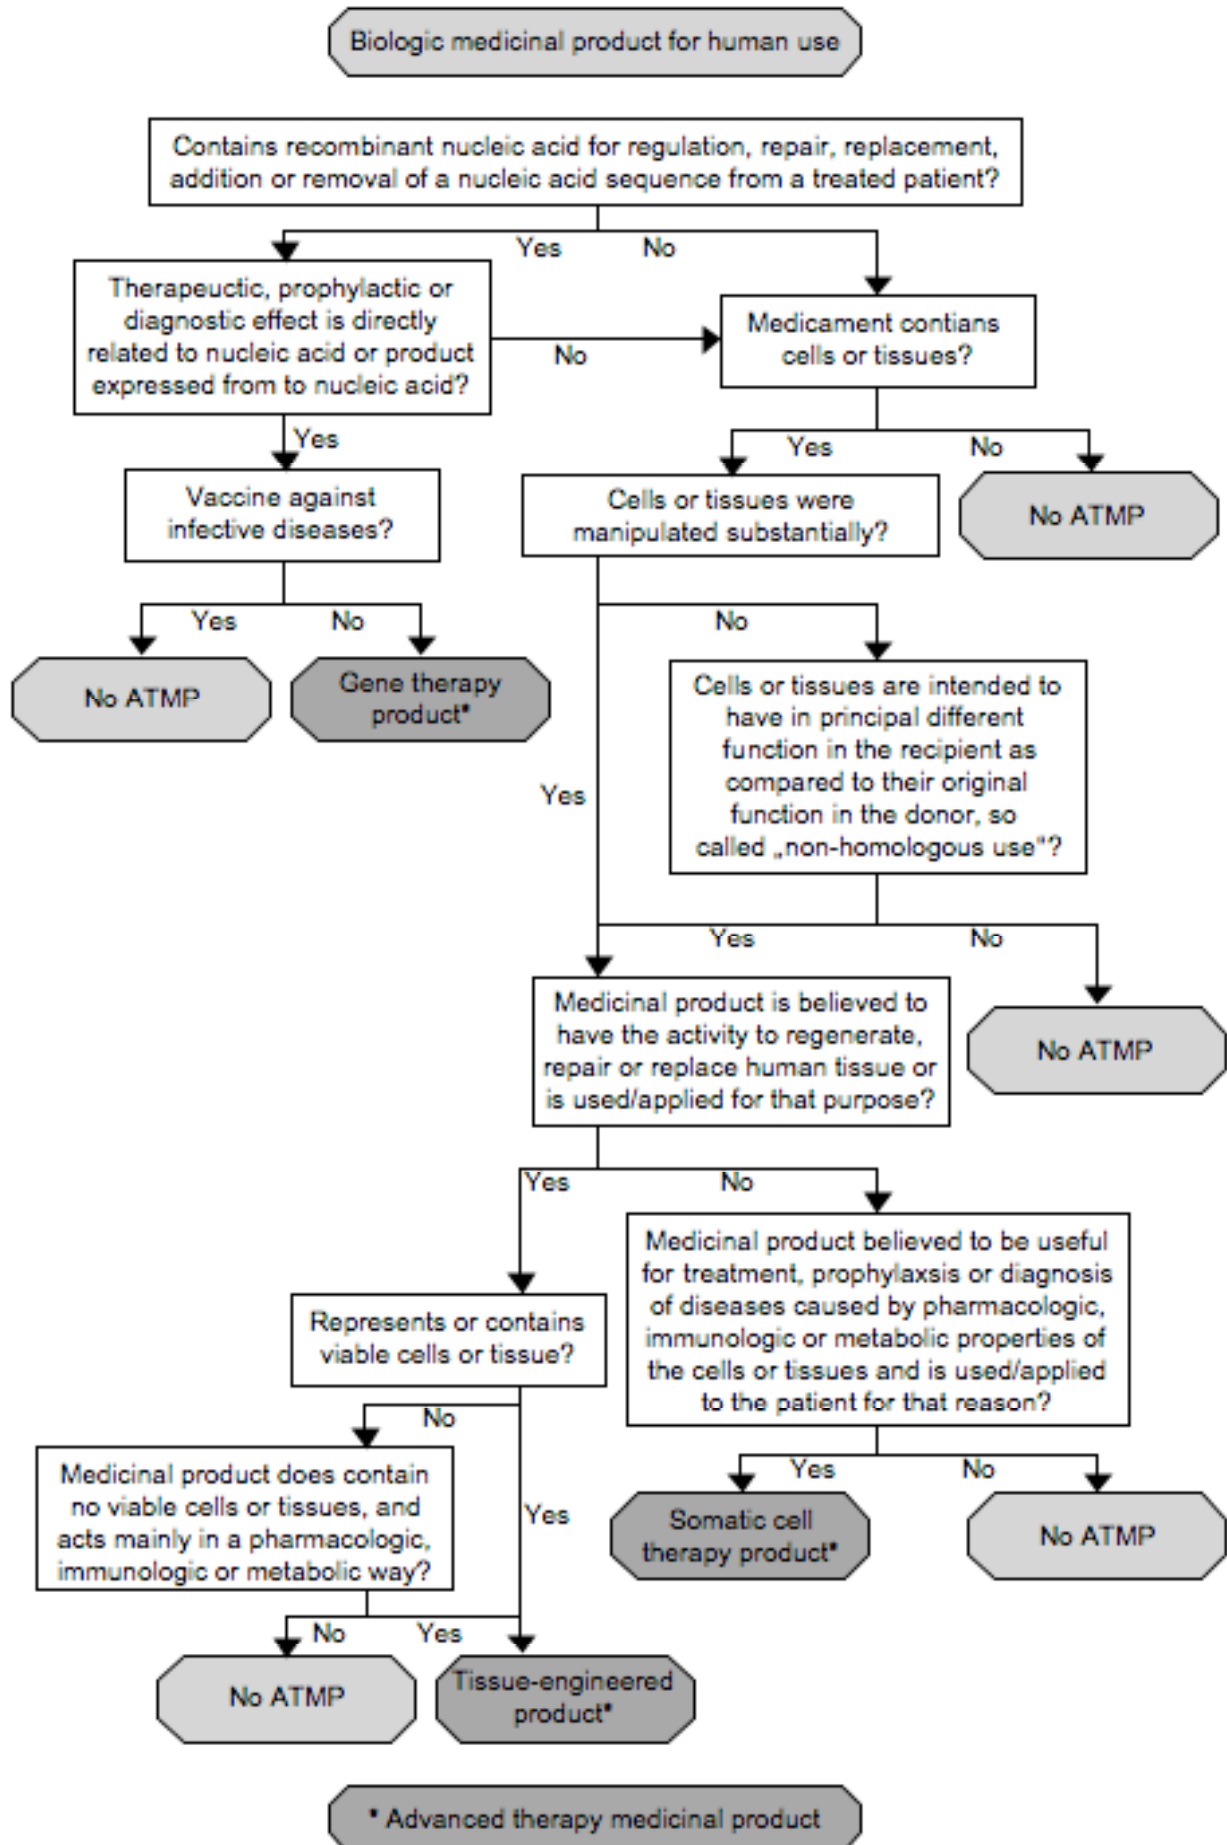 Biologic medicinal product for human use
Contains recombinant nucleic acid for regulation, repair, replacement,
addition or removal of a nucleic acid sequence from a treated patient?
Yes
No
Therapeuctic, prophylactic or
diagnostic effect is directly
related to nucleic acid or product
expressed from to nucleic acid?
No
Medicament contians
cells or tissues?
Yes
Yes
No
Vaccine against
infective diseases?
Cells or tissues were
manipulated substantially?
No ATMP
Yes
No
No
No ATMP
Gene therapy
product*
Cells or tissues are intended to
have in principal different
function in the recipient as
compared to their original
function in the donor, so
called „non-homologous use"?
Yes
Yes
No
Medicinal product is believed to
have the activity to regenerate,
repair or replace human tissue or
is used/applied for that purpose?
No ATMP
Yes
No
Medicinal product believed to be useful
for treatment, prophylaxsis or diagnosis
of diseases caused by pharmacologic,
immunologic or metabolic properties of
the cells or tissues and is used/applied
to the patient for that reason?
Represents or contains
viable cells or tissue?
No
Yes
Yes
No
Medicinal product does contain
no viable cells or tissues, and
acts mainly in a pharmacologic,
immunologic or metabolic way?
Somatic cell
therapy product*
No ATMP
No
Yes
No ATMP
Tissue-engineered
product*
* Advanced therapy medicinal product